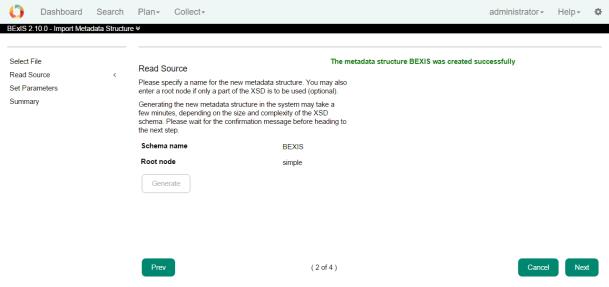 Dashboard Search Plan Collect administrator Help
BExIS 2.10.0 - Import Metadata Structure
Select File
Read Source <
Set Parameters
Summary
Read Source
The metadata structure BEXIS was created successfully
Please specify a name for the new metadata structure. You may also
enter a root node if only a part of the XSD is to be used (optional).
Generating the new metadata structure in the system may take a
few minutes, depending on the size and complexity of the XSD
schema. Please wait for the confirmation message before heading to
the next step.
Schema name BEXIS
Root node simple
Generate
Prev ( 2 of 4 ) Cancel Next